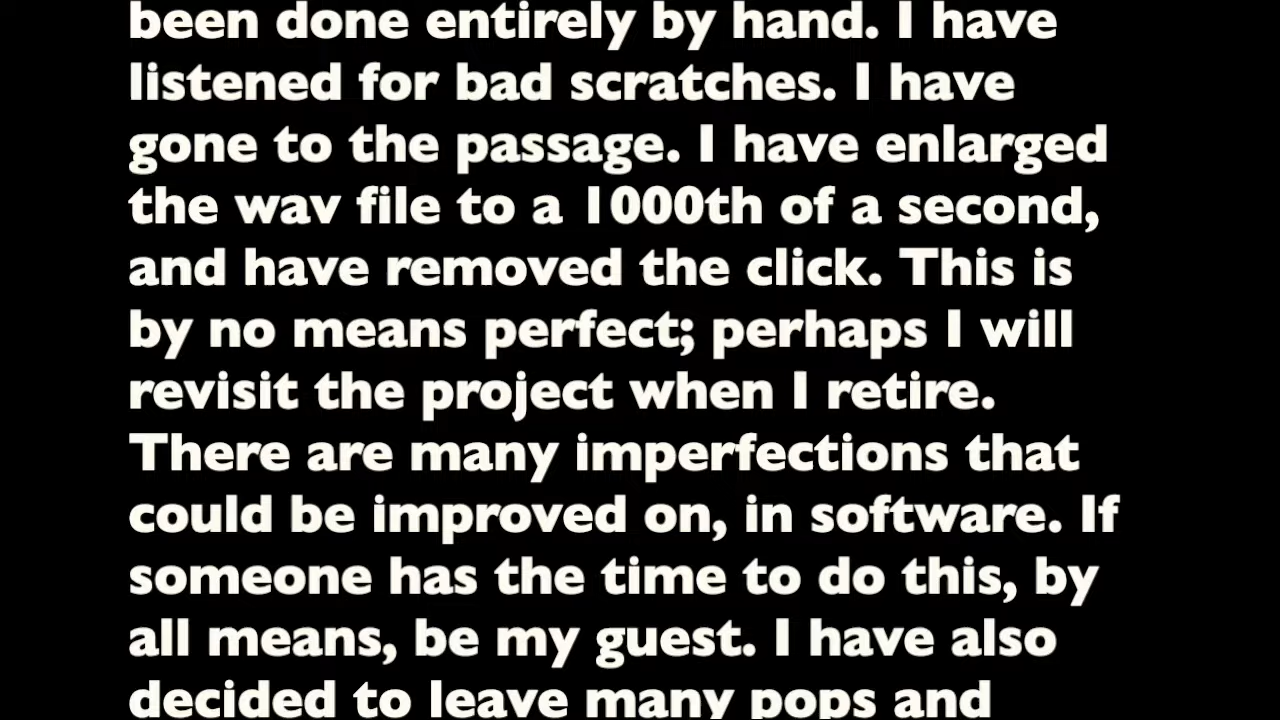 been done entirely by hand. I have
listened for bad scratches. I have
gone to the passage. I have enlarged
the wav file to a 1000th of a second,
and have removed the click. This is
by no means perfect; perhaps I will
revisit the project when I retire.
There are many imperfections that
could be improved on, in software. If
someone has the time to do this, by
all means, be my guest. I have also
decided to leave many pops and